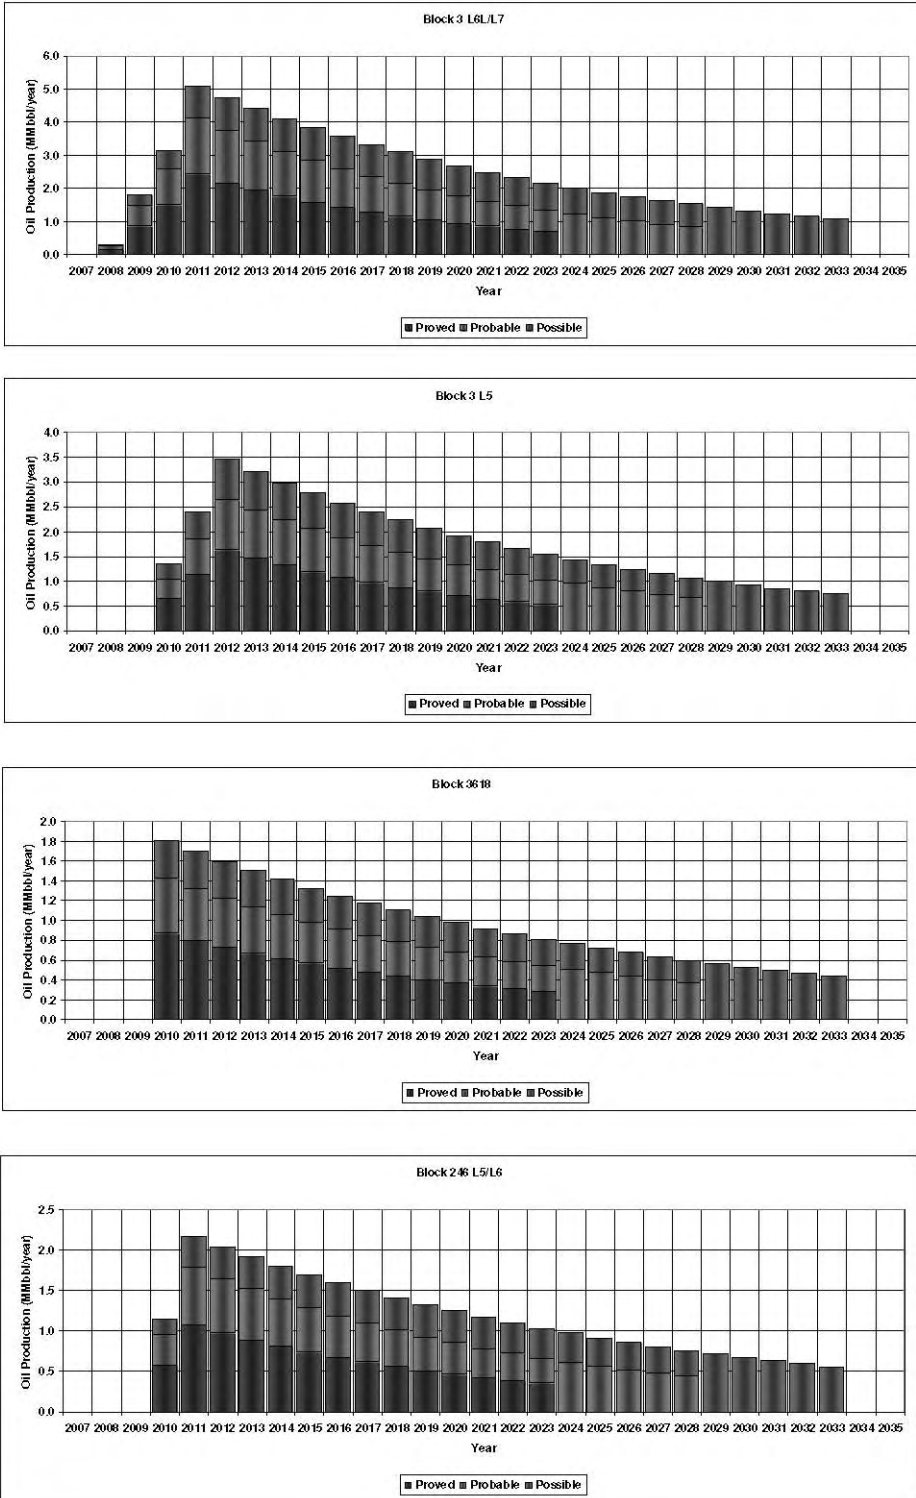 Block 3 L6L/L7
Oil Production (MMbbl/year)
6.0
5.0
4.0
3.0
2.0
1.0
0.0
2007 2008 2009 2010 2011 2012 2013 2014 2015 2016 2017 2018 2019 2020 2021 2022 2023 2024 2025 2026 2027 2028 2029 2030 2031 2032 2033 2034 2035
Year
Proved Probable Possible
Block 3 L5
Oil Production (MMbbl/year)
4.0
3.5
3.0
2.5
2.0
1.5
1.0
0.5
0.0
2007 2008 2009 2010 2011 2012 2013 2014 2015 2016 2017 2018 2019 2020 2021 2022 2023 2024 2025 2026 2027 2028 2029 2030 2031 2032 2033 2034 2035
Year
Proved Probable Possible
Block 3618
Oil Production (MMbbl/year)
2.0
1.8
1.6
1.4
1.2
1.0
0.8
0.6
0.4
0.2
0.0
2007 2008 2009 2010 2011 2012 2013 2014 2015 2016 2017 2018 2019 2020 2021 2022 2023 2024 2025 2026 2027 2028 2029 2030 2031 2032 2033 2034 2035
Year
Proved Probable Possible
Block 246 L5/L6
Oil Production (MMbbl/year)
2.5
2.0
1.5
1.0
0.5
0.0
2007 2008 2009 2010 2011 2012 2013 2014 2015 2016 2017 2018 2019 2020 2021 2022 2023 2024 2025 2026 2027 2028 2029 2030 2031 2032 2033 2034 2035
Year
Proved Probable Possible